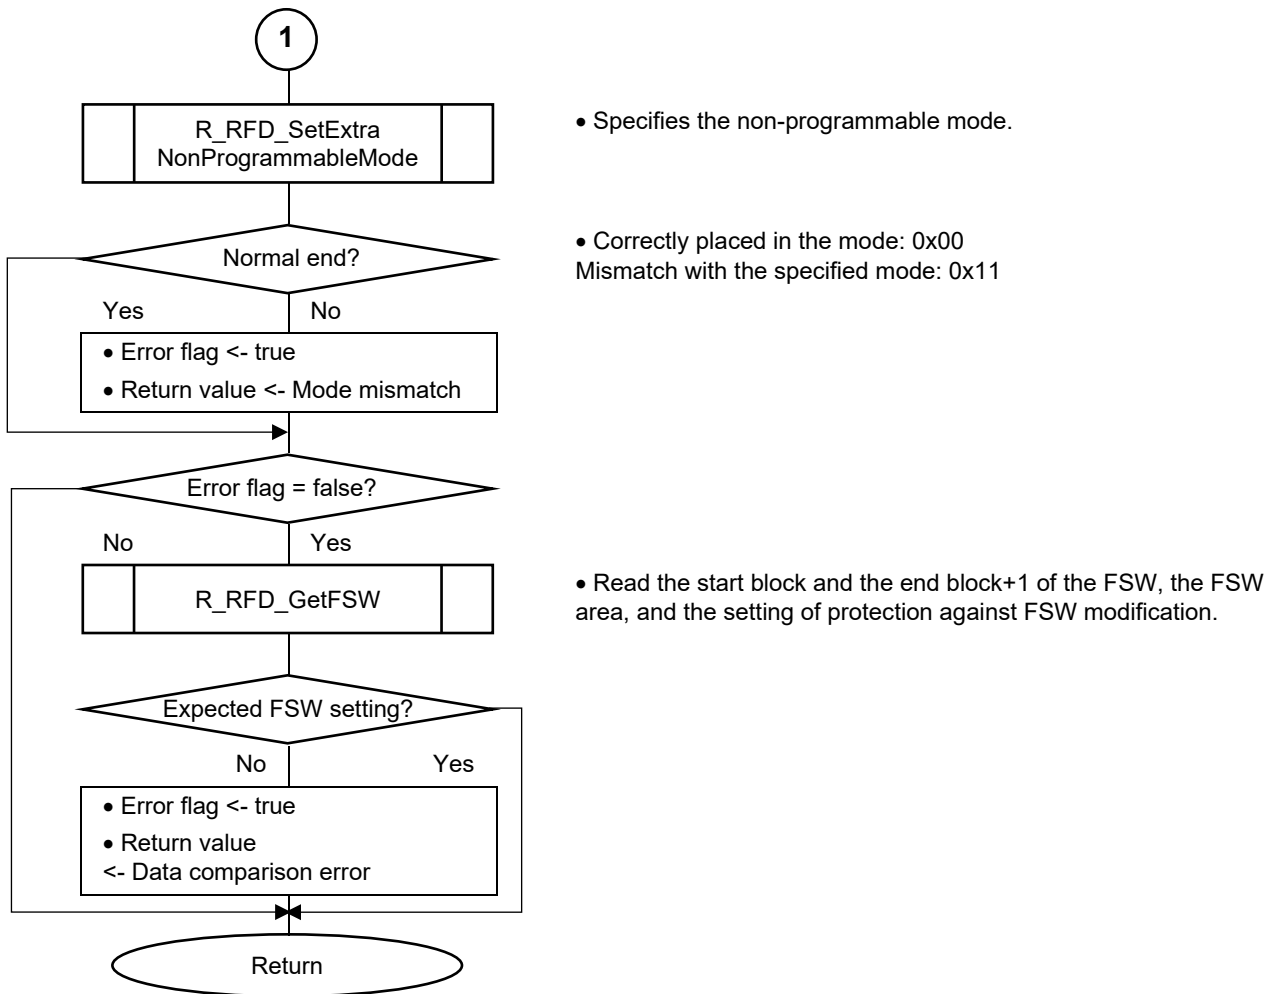 1
R_RFD_SetExtra
NonProgrammableMode
• Specifies the non-programmable mode.
Normal end?
• Correctly placed in the mode: 0x00
Mismatch with the specified mode: 0x11
Yes
No
• Error flag <- true
• Return value <- Mode mismatch
Error flag = false?
No
Yes
R_RFD_GetFSW
• Read the start block and the end block+1 of the FSW, the FSW
area, and the setting of protection against FSW modification.
Expected FSW setting?
No
Yes
• Error flag <- true
• Return value
<- Data comparison error
Return